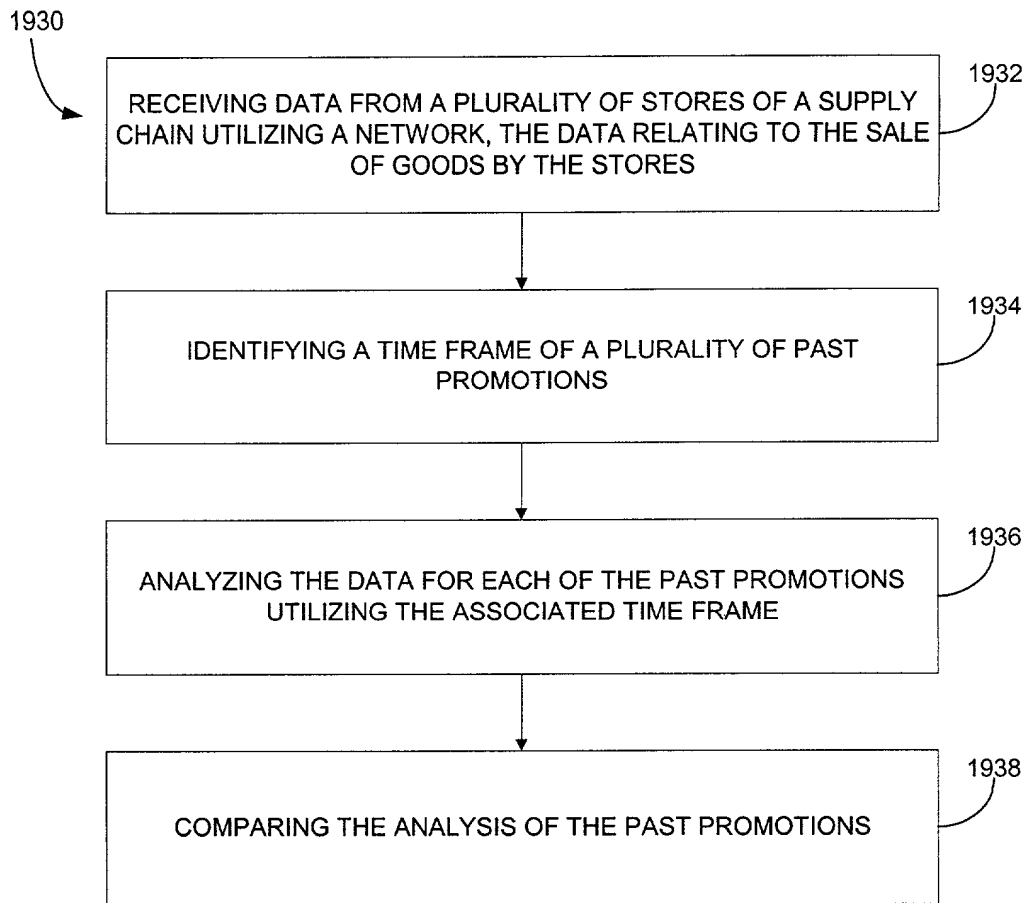 1930
1932
RECEIVING DATA FROM A PLURALITY OF STORES OF A SUPPLY
CHAIN UTILIZING A NETWORK, THE DATA RELATING TO THE SALE
OF GOODS BY THE STORES
1934
IDENTIFYING A TIME FRAME OF A PLURALITY OF PAST
PROMOTIONS
1936
ANALYZING THE DATA FOR EACH OF THE PAST PROMOTIONS
UTILIZING THE ASSOCIATED TIME FRAME
1938
COMPARING THE ANALYSIS OF THE PAST PROMOTIONS